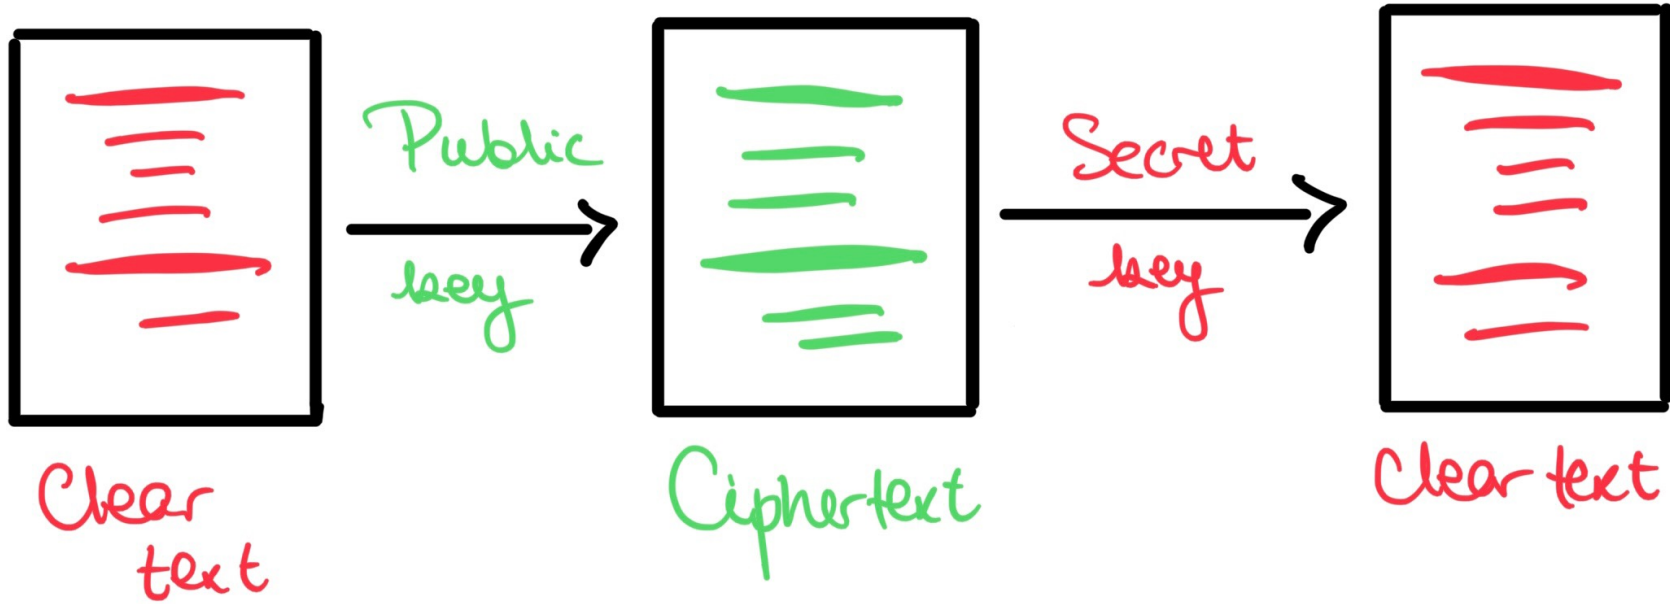 Public
key
Secret
key
Clear
text
Ciphertext
Clear text